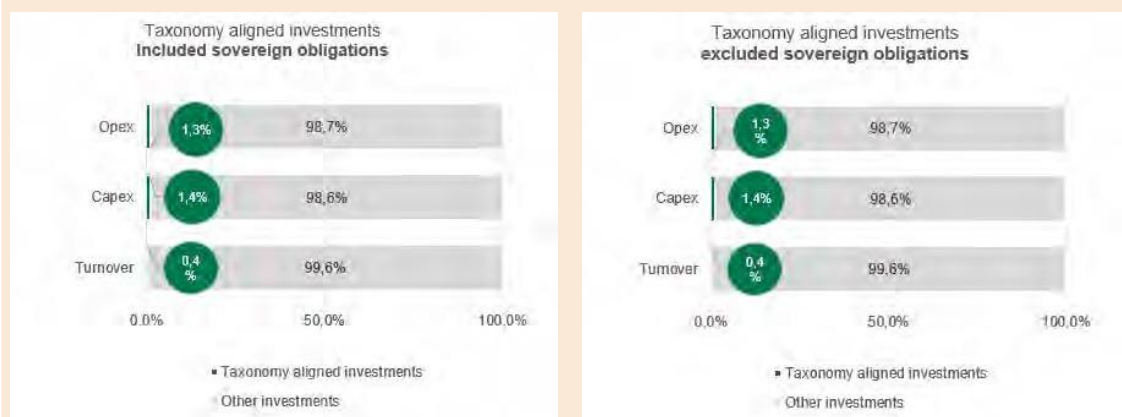 Taxonomy aligned investments
included sovereign obligations
Opex
1,3%
98,7%
Capex
1,4%
98,6%
Turnover
0,4
%
99,6%
0.0%
50,0%
100,0%
Taxonomy aligned investments
Other investments
Taxonomy aligned investments
excluded sovereign obligations
Opex
1,3
%
98,7%
Capex
1,4%
98,6%
Turnover
0,4
%
99,6%
0,0%
50,0%
100,0%
Taxonomy aligned investments
Other investments